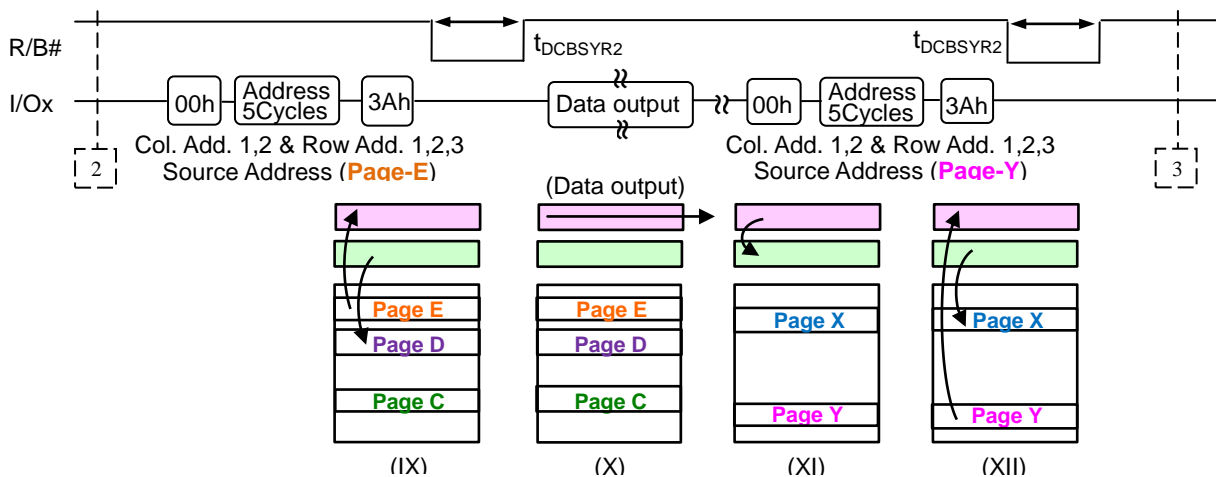 R/B#
tDCBSYR2
tDCBSYR2
I/Ox
00h
Address
5Cycles
3Ah
Data output
00h
Address
5Cycles
3Ah
Col. Add. 1,2 & Row Add. 1,2,3
Source Address (Page-E)
Col. Add. 1,2 & Row Add. 1,2,3
Source Address (Page-Y)
2
3
(Data output)
Page E
Page D
Page C
Page E
Page D
Page C
Page X
Page Y
Page X
Page Y
(IX)
(X)
(XI)
(XII)